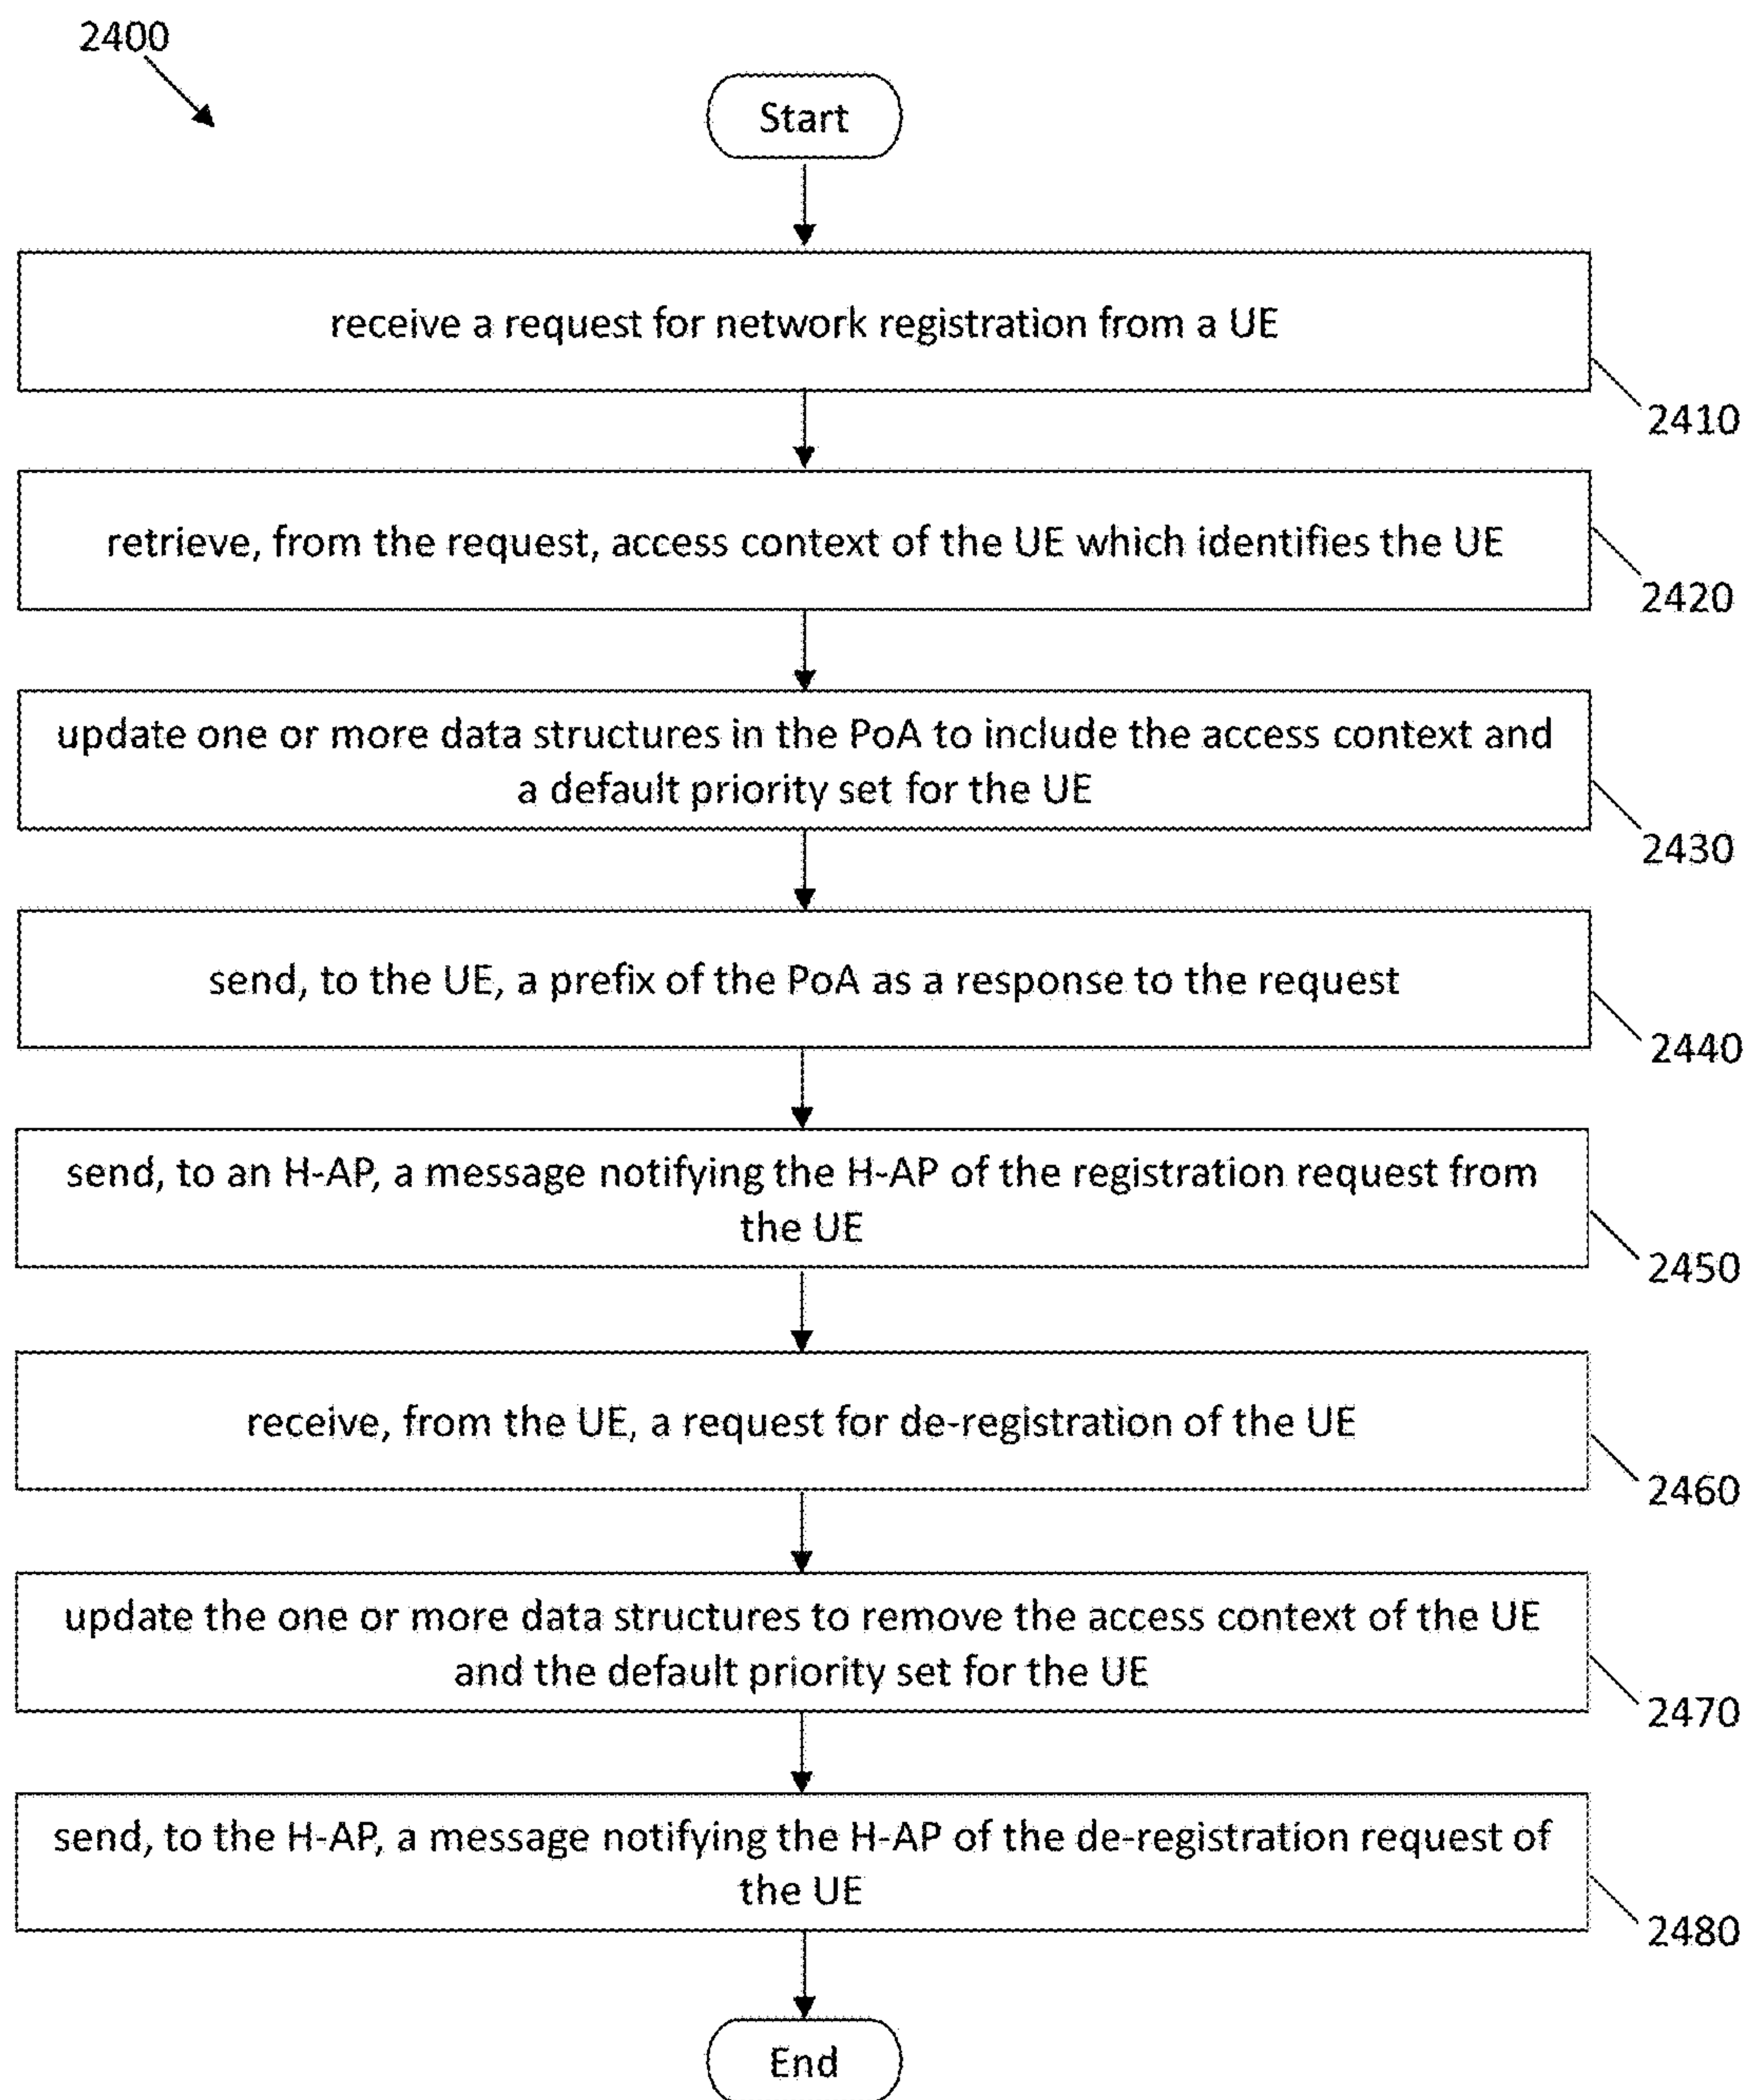 2400
Start
receive a request for network registration from a UE
2410
retrieve, from the request, access context of the UE which identifies the UE
2420
update one or more data structures in the PoA to include the access context and
a default priority set for the UE
2430
send, to the UE, a prefix of the PoA as a response to the request
2440
send, to an H-AP, a message notifying the H-AP of the registration request from
the UE
2450
receive, from the UE, a request for de-registration of the UE
2460
update the one or more data structures to remove the access context of the UE
and the default priority set for the UE
2470
send, to the H-AP, a message notifying the H-AP of the de-registration request of
the UE
2480
End